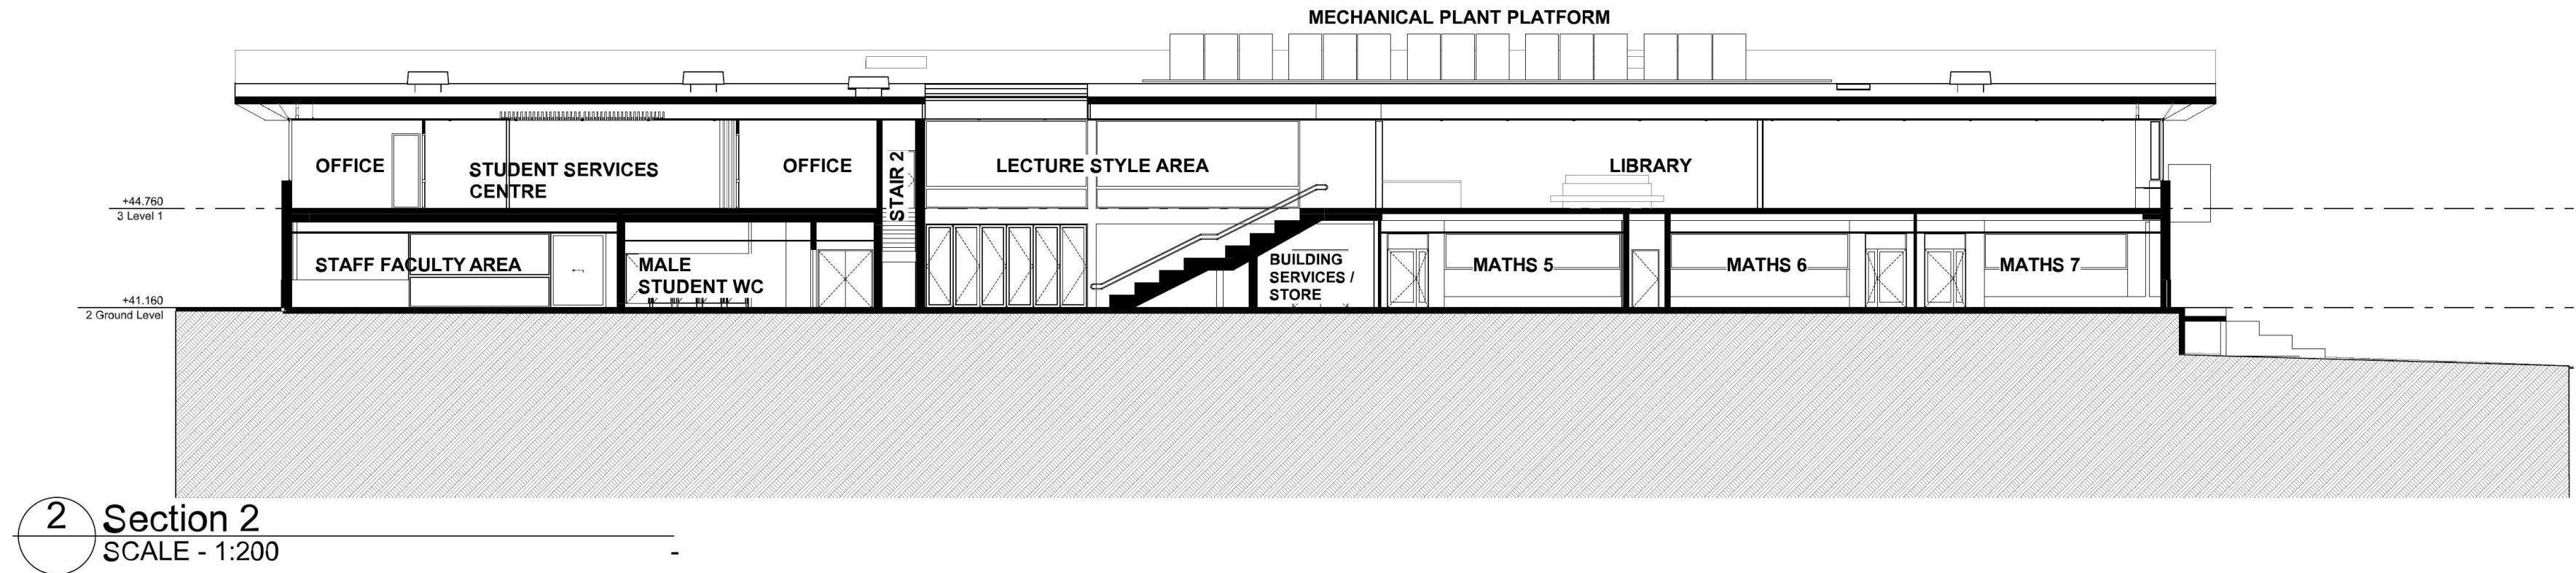 MECHANICAL PLANT PLATFORM
OFFICE
STUDENT SERVICES
CENTRE
OFFICE
STAIR 2
LECTURE STYLE AREA
LIBRARY
+44.760
3 Level 1
STAFF FACULTY AREA
MALE
STUDENT WC
BUILDING
SERVICES /
STORE
MATHS 5
MATHS 6
MATHS 7
+41.160
2 Ground Level
2
Section 2
SCALE - 1:200
-